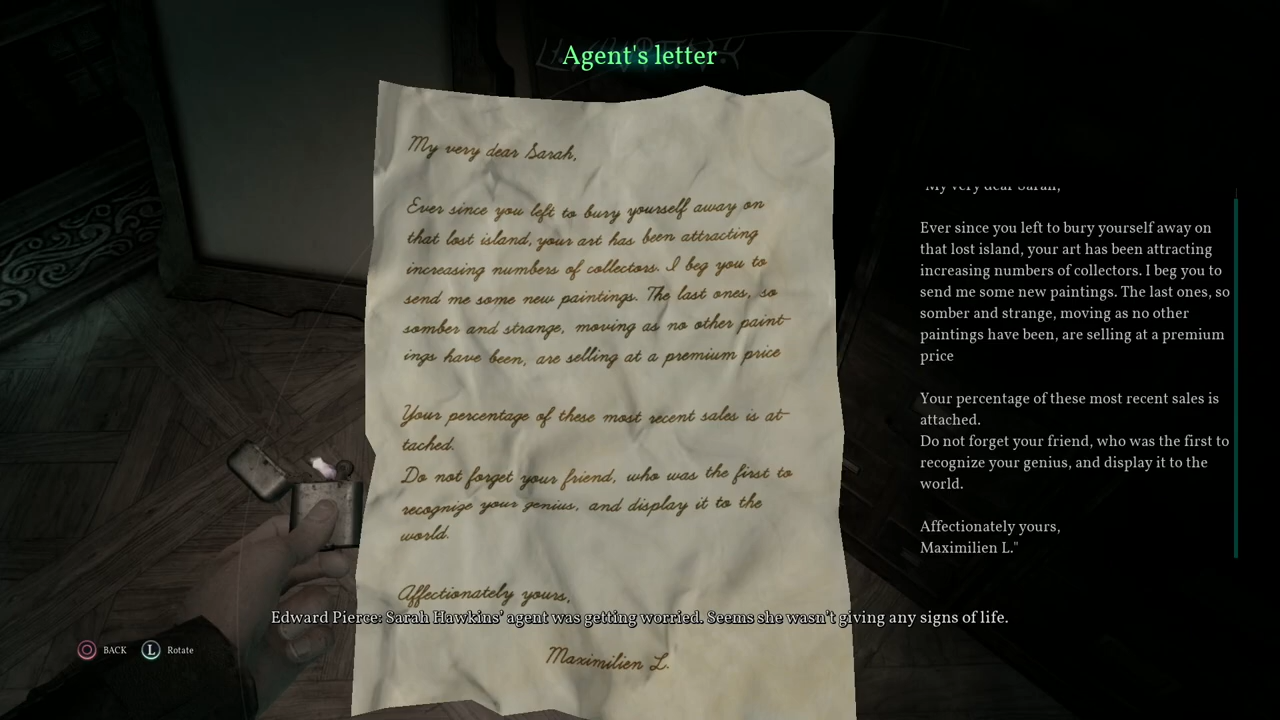 Agent's letter
My very dear Sarah,
Ever since you left to bury yourself away on
that lost island, your art has been attracting
increasing numbers of collectors. I beg you to
send me some new paintings. The last ones, so
somber and strange, moving as no other paint-
ings have been, are selling at a premium price
Your percentage of these most recent sales is at-
tached.
Do not forget your friend, who was the first to
recognize your genius, and display it to the
world.
Affectionately yours,
Maximilien L.
"My very dear Sarah,
Ever since you left to bury yourself away on
that lost island, your art has been attracting
increasing numbers of collectors. I beg you to
send me some new paintings. The last ones, so
somber and strange, moving as no other
paintings have been, are selling at a premium
price
Your percentage of these most recent sales is
attached.
Do not forget your friend, who was the first to
recognize your genius, and display it to the
world.
Affectionately yours,
Maximilien L."
Edward Pierce: Sarah Hawkins' agent was getting worried. Seems she wasn't giving any signs of life.
BACK
L Rotate